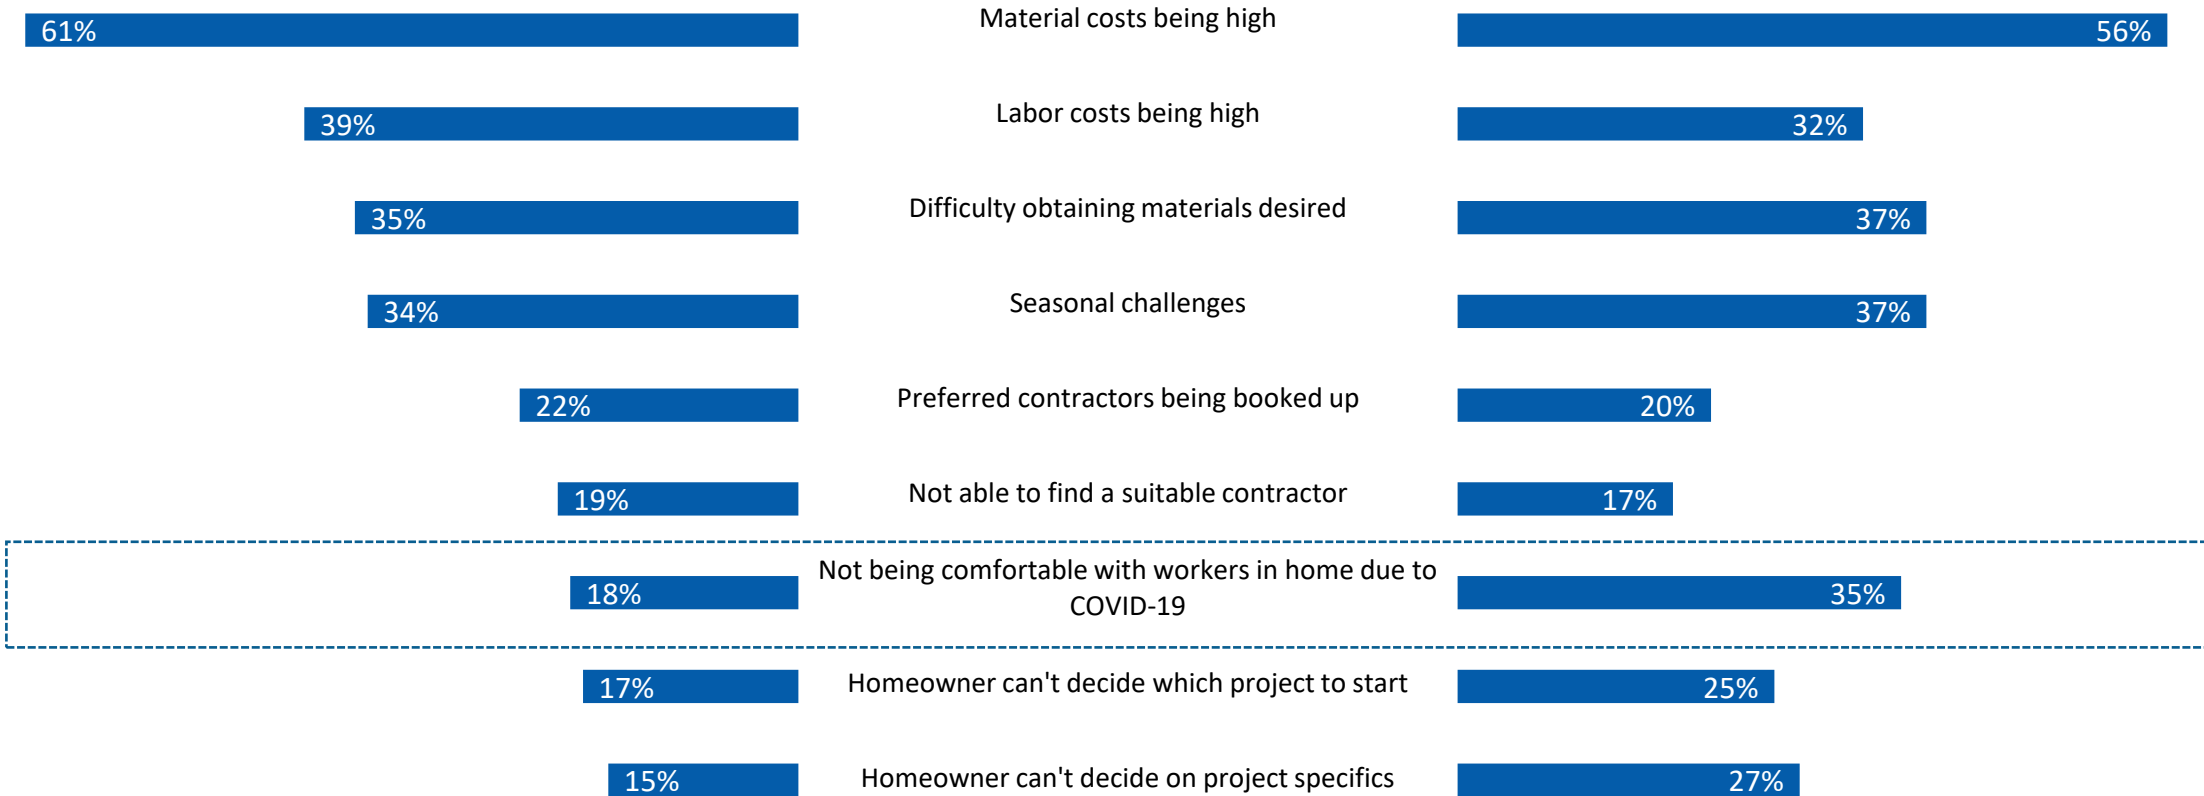 61% Material costs being high 56%
39% Labor costs being high 32%
35% Difficulty obtaining materials desired 37%
34% Seasonal challenges 37%
22% Preferred contractors being booked up 20%
19% Not able to find a suitable contractor 17%
18% Not being comfortable with workers in home due to 35%
COVID-19
17% Homeowner can't decide which project to start 25%
15% Homeowner can't decide on project specifics 27%